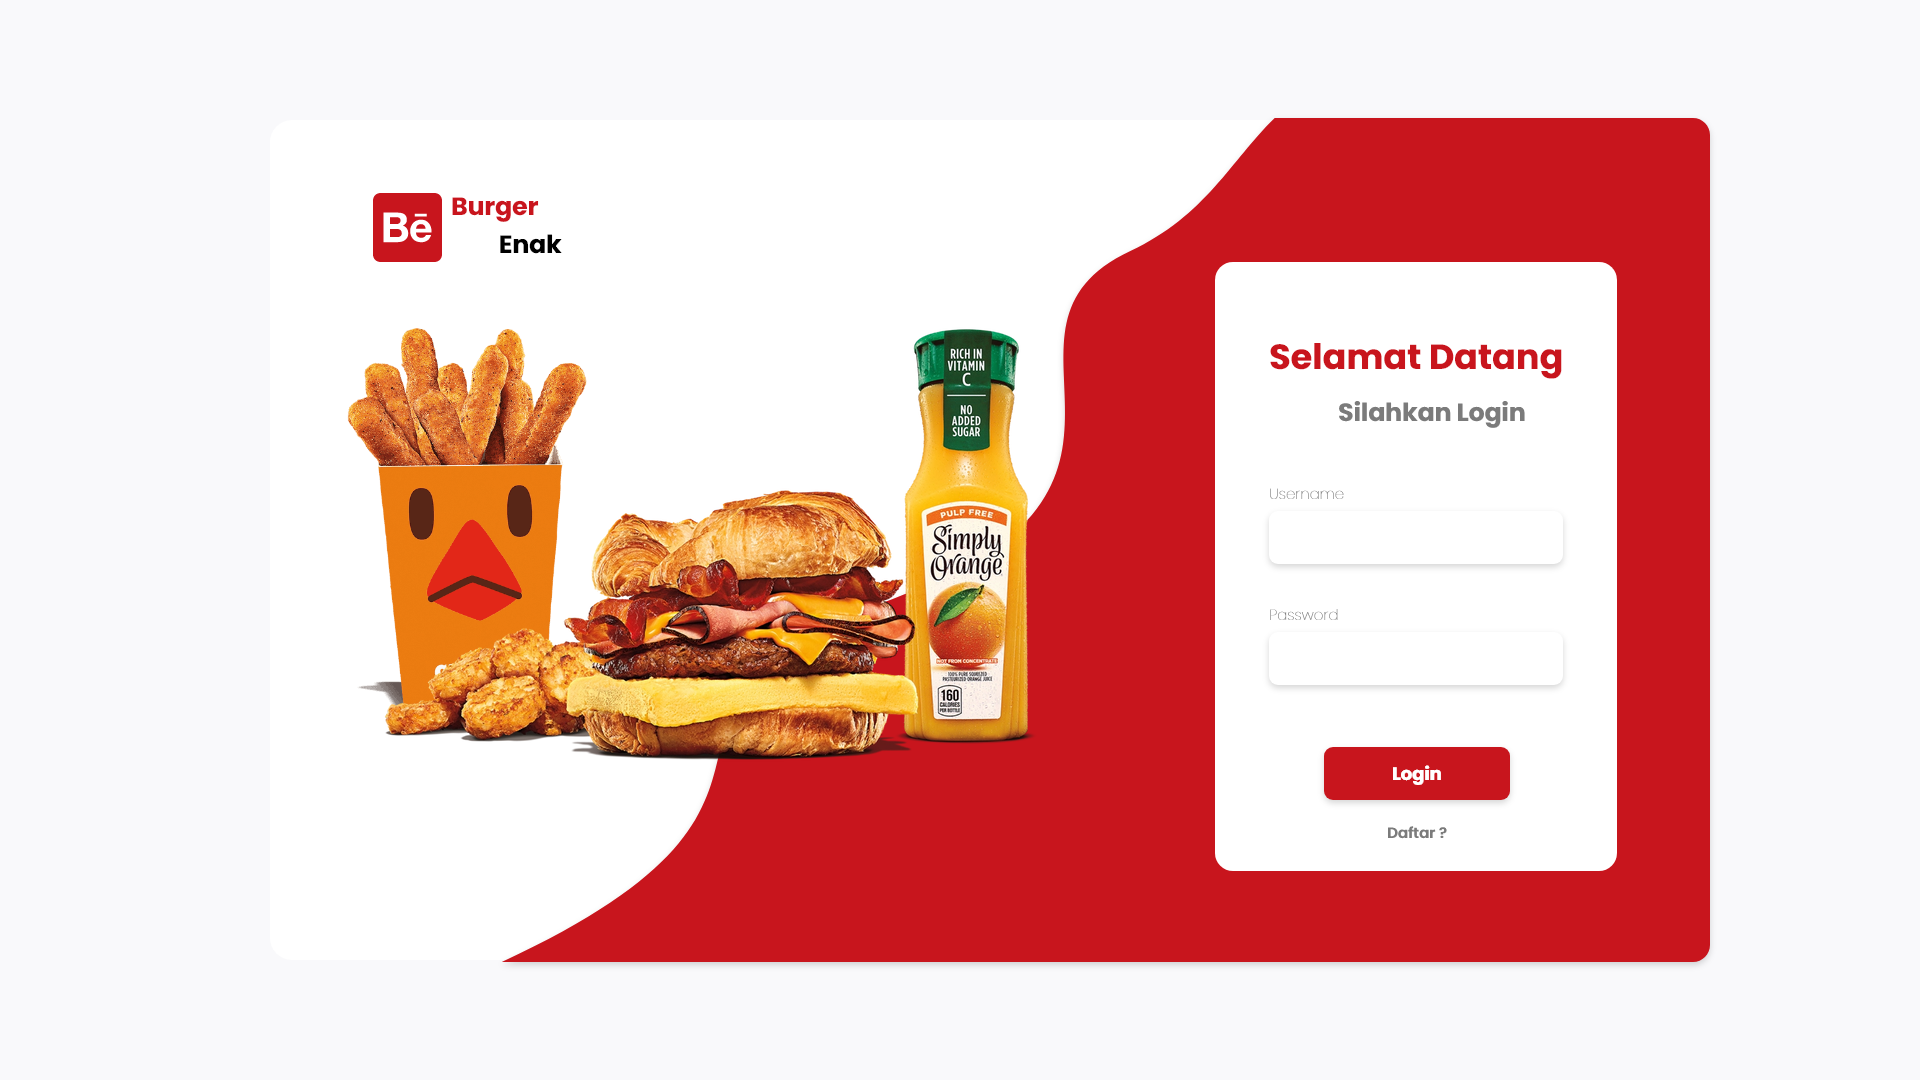 Bē
Burger
Enak
RICH IN
VITAMIN
C
NO
ADDED
SUGAR
PULP FREE
Simply
Orange
NOT FROM CONCENTRATE
100% PURE SQUEEZED
PASTEURIZED ORANGE JUICE
160
CALORIES
PER BOTTLE
Selamat Datang
Silahkan Login
Username
Password
Login
Daftar ?